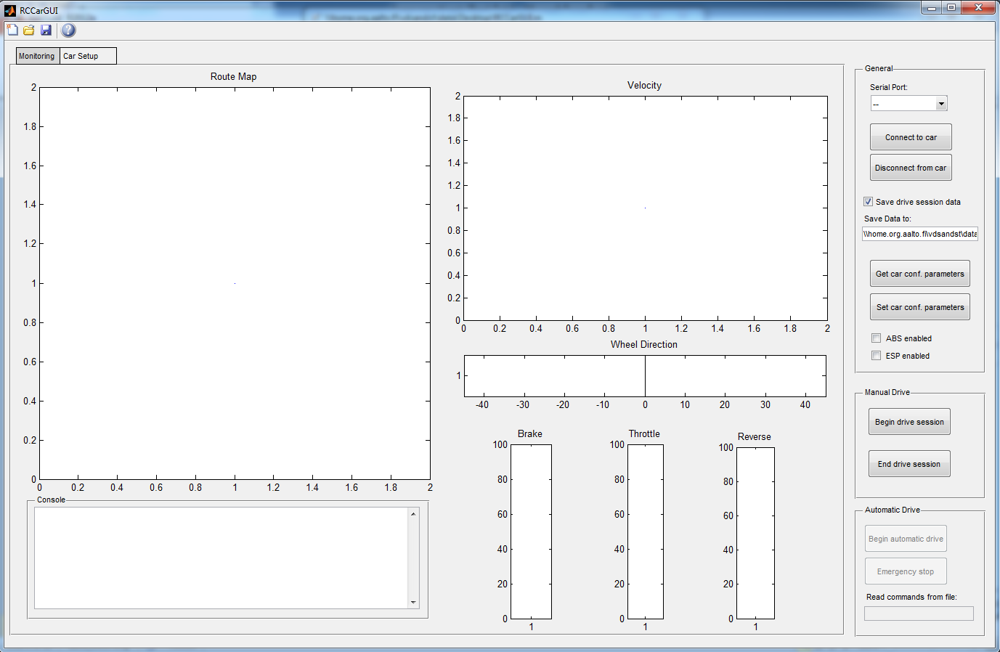 RCCarGUI
Monitoring
Car Setup
Route Map
2
1.8
1.6
1.4
1.2
1
0.8
0.6
0.4
0.2
0
0 0.2 0.4 0.6 0.8 1 1.2 1.4 1.6 1.8 2
Console
Velocity
2
1.8
1.6
1.4
1.2
1
0.8
0.6
0.4
0.2
0
0 0.2 0.4 0.6 0.8 1 1.2 1.4 1.6 1.8 2
Wheel Direction
1
-40 -30 -20 -10 0 10 20 30 40
Brake
100
80
60
40
20
0
1
Throttle
100
80
60
40
20
0
1
Reverse
100
80
60
40
20
0
1
General
Serial Port:
--
Connect to car
Disconnect from car
Save drive session data
Save Data to:
\\home.org.aalto.fi\vdsandst\data
Get car conf. parameters
Set car conf. parameters
ABS enabled
ESP enabled
Manual Drive
Begin drive session
End drive session
Automatic Drive
Begin automatic drive
Emergency stop
Read commands from file: